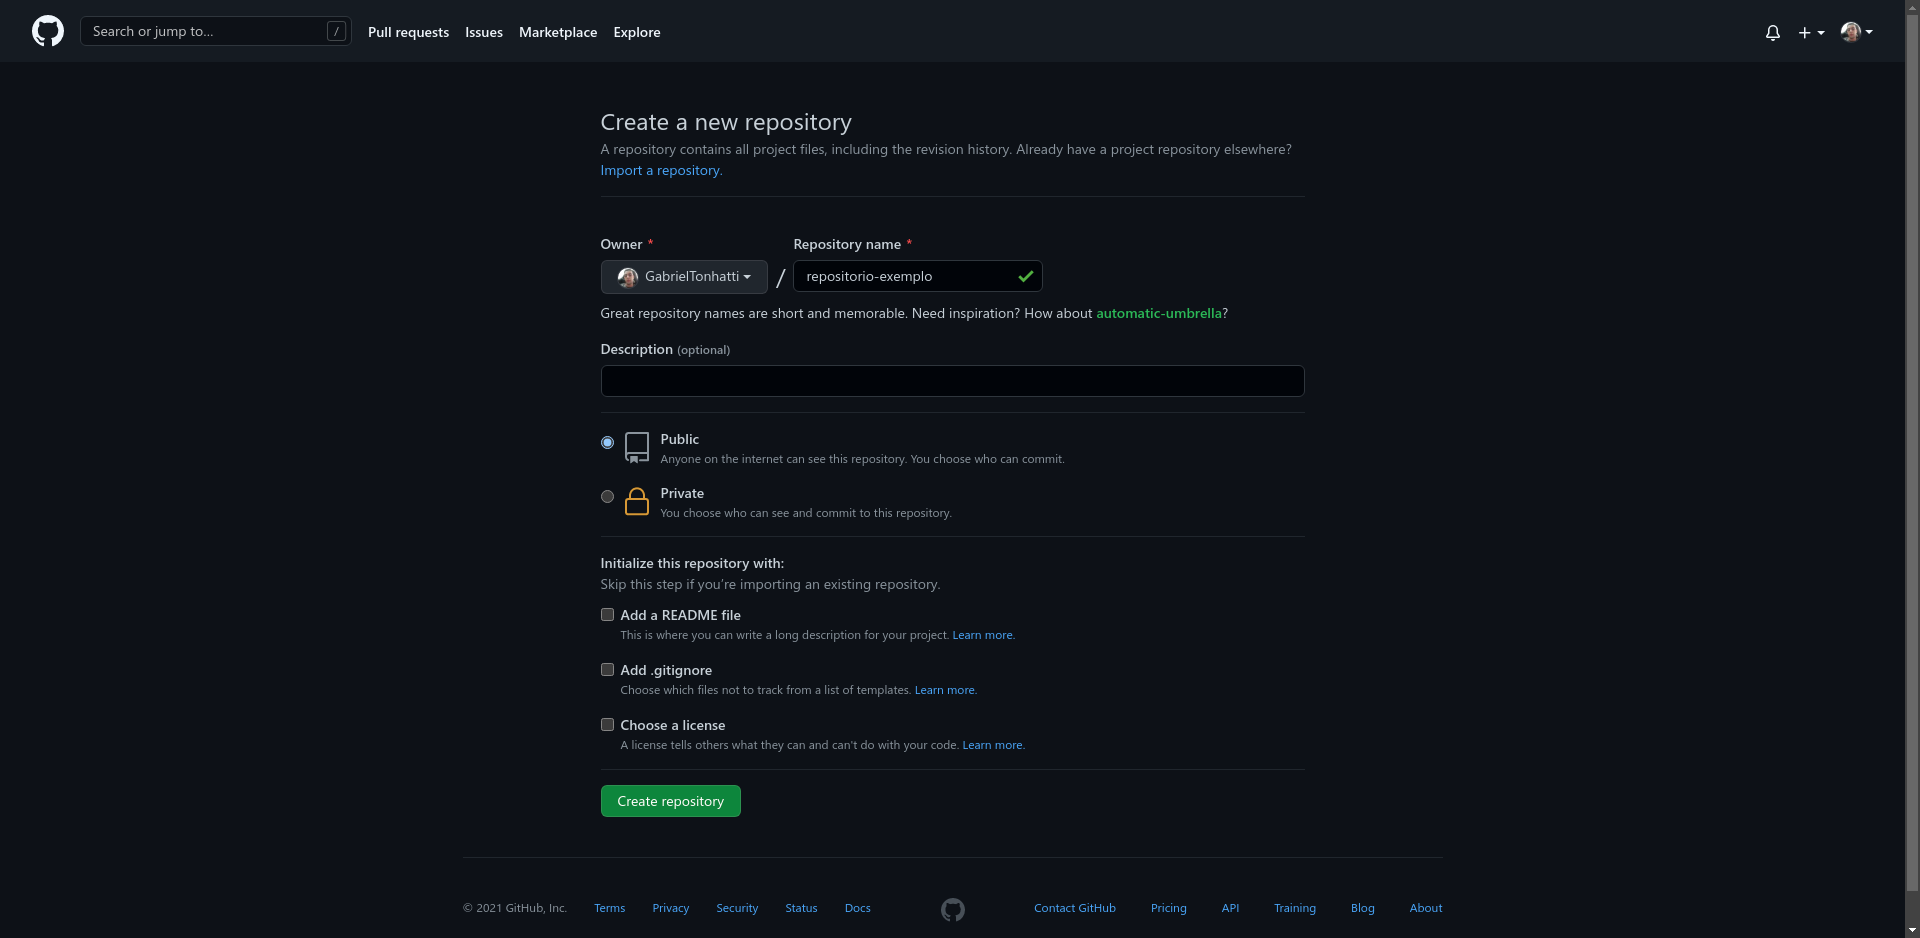 Search or jump to... /
Pull requests Issues Marketplace Explore
Create a new repository
A repository contains all project files, including the revision history. Already have a project repository elsewhere?
Import a repository.
Owner * Repository name *
GabrielTonhatti / repositorio-exemplo
Great repository names are short and memorable. Need inspiration? How about automatic-umbrella?
Description (optional)
Public
Anyone on the internet can see this repository. You choose who can commit.
Private
You choose who can see and commit to this repository.
Initialize this repository with:
Skip this step if you’re importing an existing repository.
Add a README file
This is where you can write a long description for your project. Learn more.
Add .gitignore
Choose which files not to track from a list of templates. Learn more.
Choose a license
A license tells others what they can and can't do with your code. Learn more.
Create repository
© 2021 GitHub, Inc. Terms Privacy Security Status Docs Contact GitHub Pricing API Training Blog About